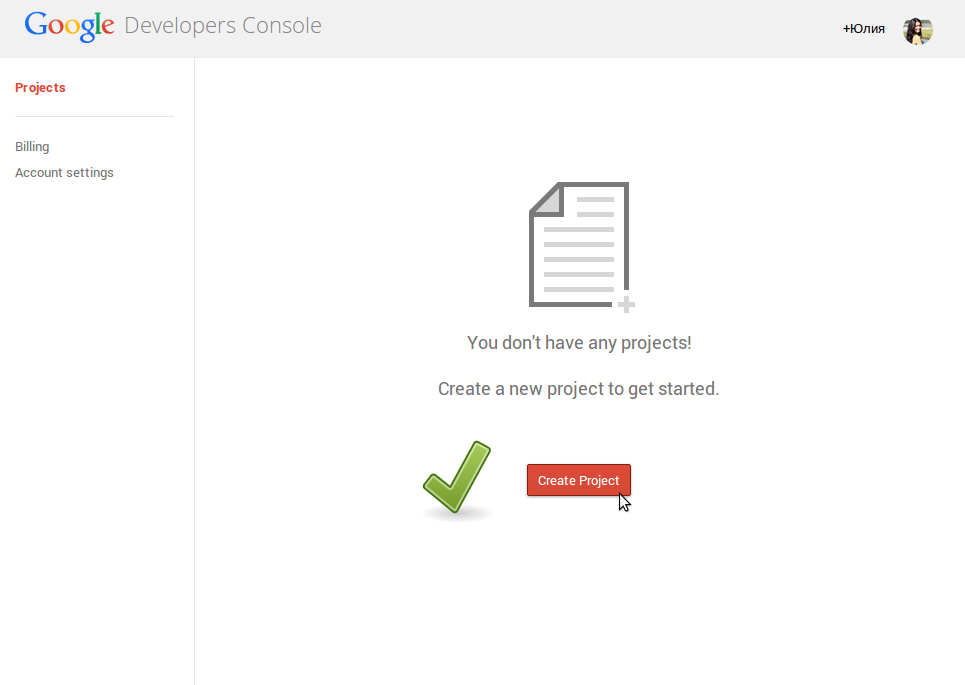 Google Developers Console
+Юлия
Projects
Billing
Account settings
You don't have any projects!
Create a new project to get started.
Create Project